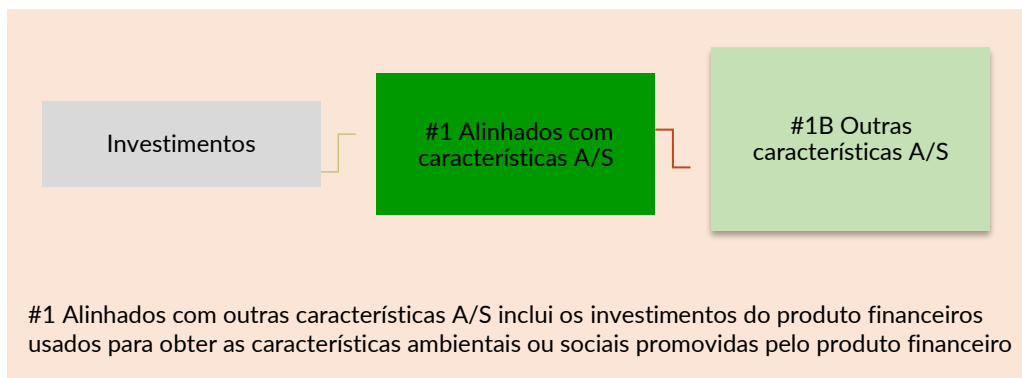 Investimentos
#1 Alinhados com
características A/S
#1B Outras
características A/S
#1 Alinhados com outras características A/S inclui os investimentos do produto financeiros
usados para obter as características ambientais ou sociais promovidas pelo produto financeiro